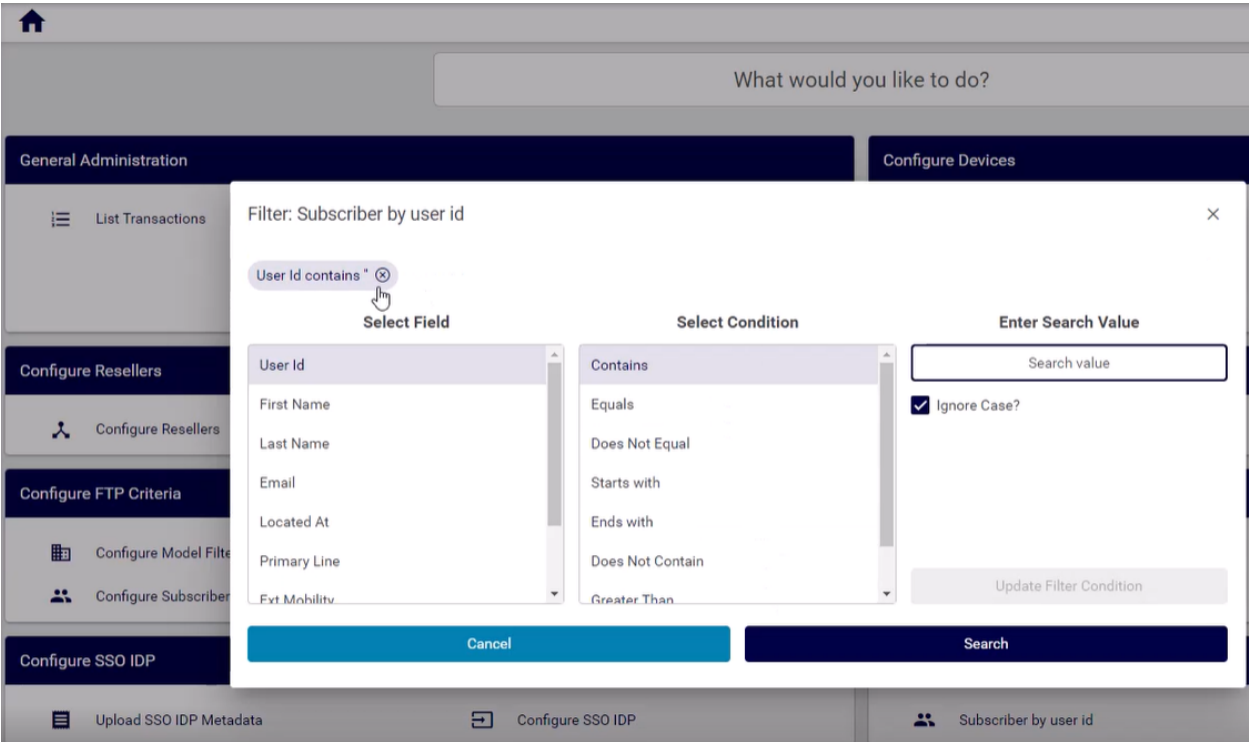 What would you like to do?
General Administration
Configure Devices
List Transactions
Filter: Subscriber by user id
User Id contains "
Select Field
Select Condition
Enter Search Value
User Id
Contains
Search value
First Name
Equals
Ignore Case?
Configure Resellers
Last Name
Does Not Equal
Configure Resellers
Email
Starts with
Configure FTP Criteria
Located At
Ends with
Configure Model Filte
Primary Line
Does Not Contain
Update Filter Condition
Configure Subscriber
Ext Mobility
Greater Than
Cancel
Search
Configure SSO IDP
Upload SSO IDP Metadata
Configure SSO IDP
Subscriber by user id